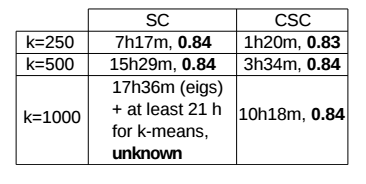 SC CSC
k=250 7h17m, 0.84 1h20m, 0.83
k=500 15h29m, 0.84 3h34m, 0.84
k=1000 17h36m (eigs)
+ at least 21 h
for k-means,
unknown
10h18m, 0.84